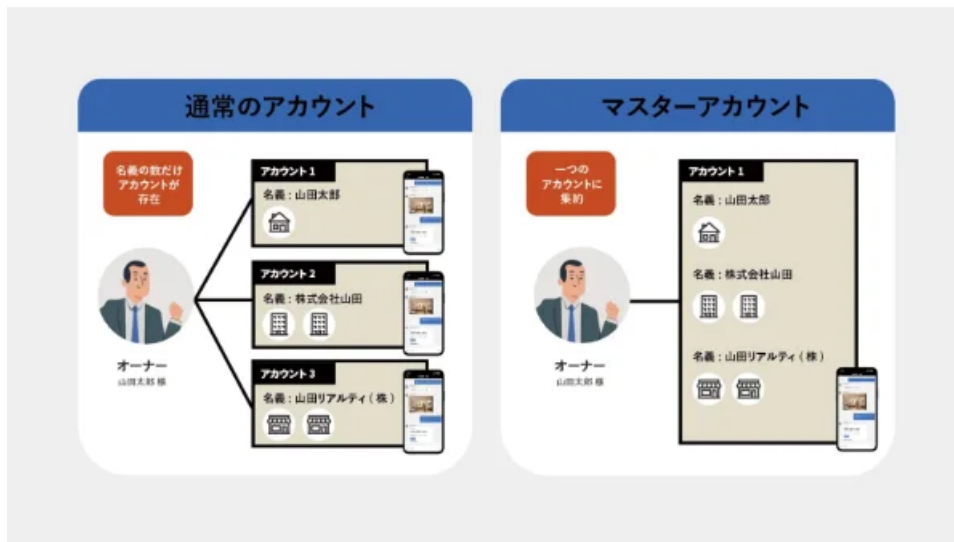 通常のアカウント
名義の数だけ
アカウントが
存在
オーナー
山田太郎 様
アカウント1
名義：山田太郎
アカウント2
名義：株式会社山田
アカウント3
名義：山田リアルティ（株）
マスターアカウント
一つの
アカウントに
集約
オーナー
山田太郎 様
アカウント1
名義：山田太郎
名義：株式会社山田
名義：山田リアルティ（株）